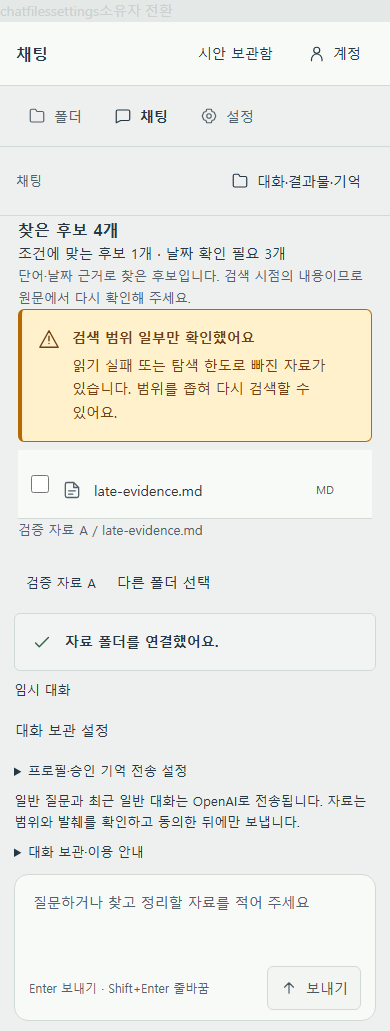 chatfilessettings소유자 전환
채팅 시안 보관함 계정
폴더 채팅 설정
채팅 대화·결과물·기억
찾은 후보 4개
조건에 맞는 후보 1개 · 날짜 확인 필요 3개
단어·날짜 근거로 찾은 후보입니다. 검색 시점의 내용이므로
원문에서 다시 확인해 주세요.
검색 범위 일부만 확인했어요
읽기 실패 또는 탐색 한도로 빠진 자료가
있습니다. 범위를 좁혀 다시 검색할 수
있어요.
late-evidence.md MD
검증 자료 A / late-evidence.md
검증 자료 A 다른 폴더 선택
자료 폴더를 연결했어요.
임시 대화
대화 보관 설정
▶ 프로필·승인 기억 전송 설정
일반 질문과 최근 일반 대화는 OpenAI로 전송됩니다. 자료는
범위와 발췌를 확인하고 동의한 뒤에만 보냅니다.
▶ 대화 보관·이용 안내
질문하거나 찾고 정리할 자료를 적어 주세요
Enter 보내기 · Shift+Enter 줄바꿈 보내기